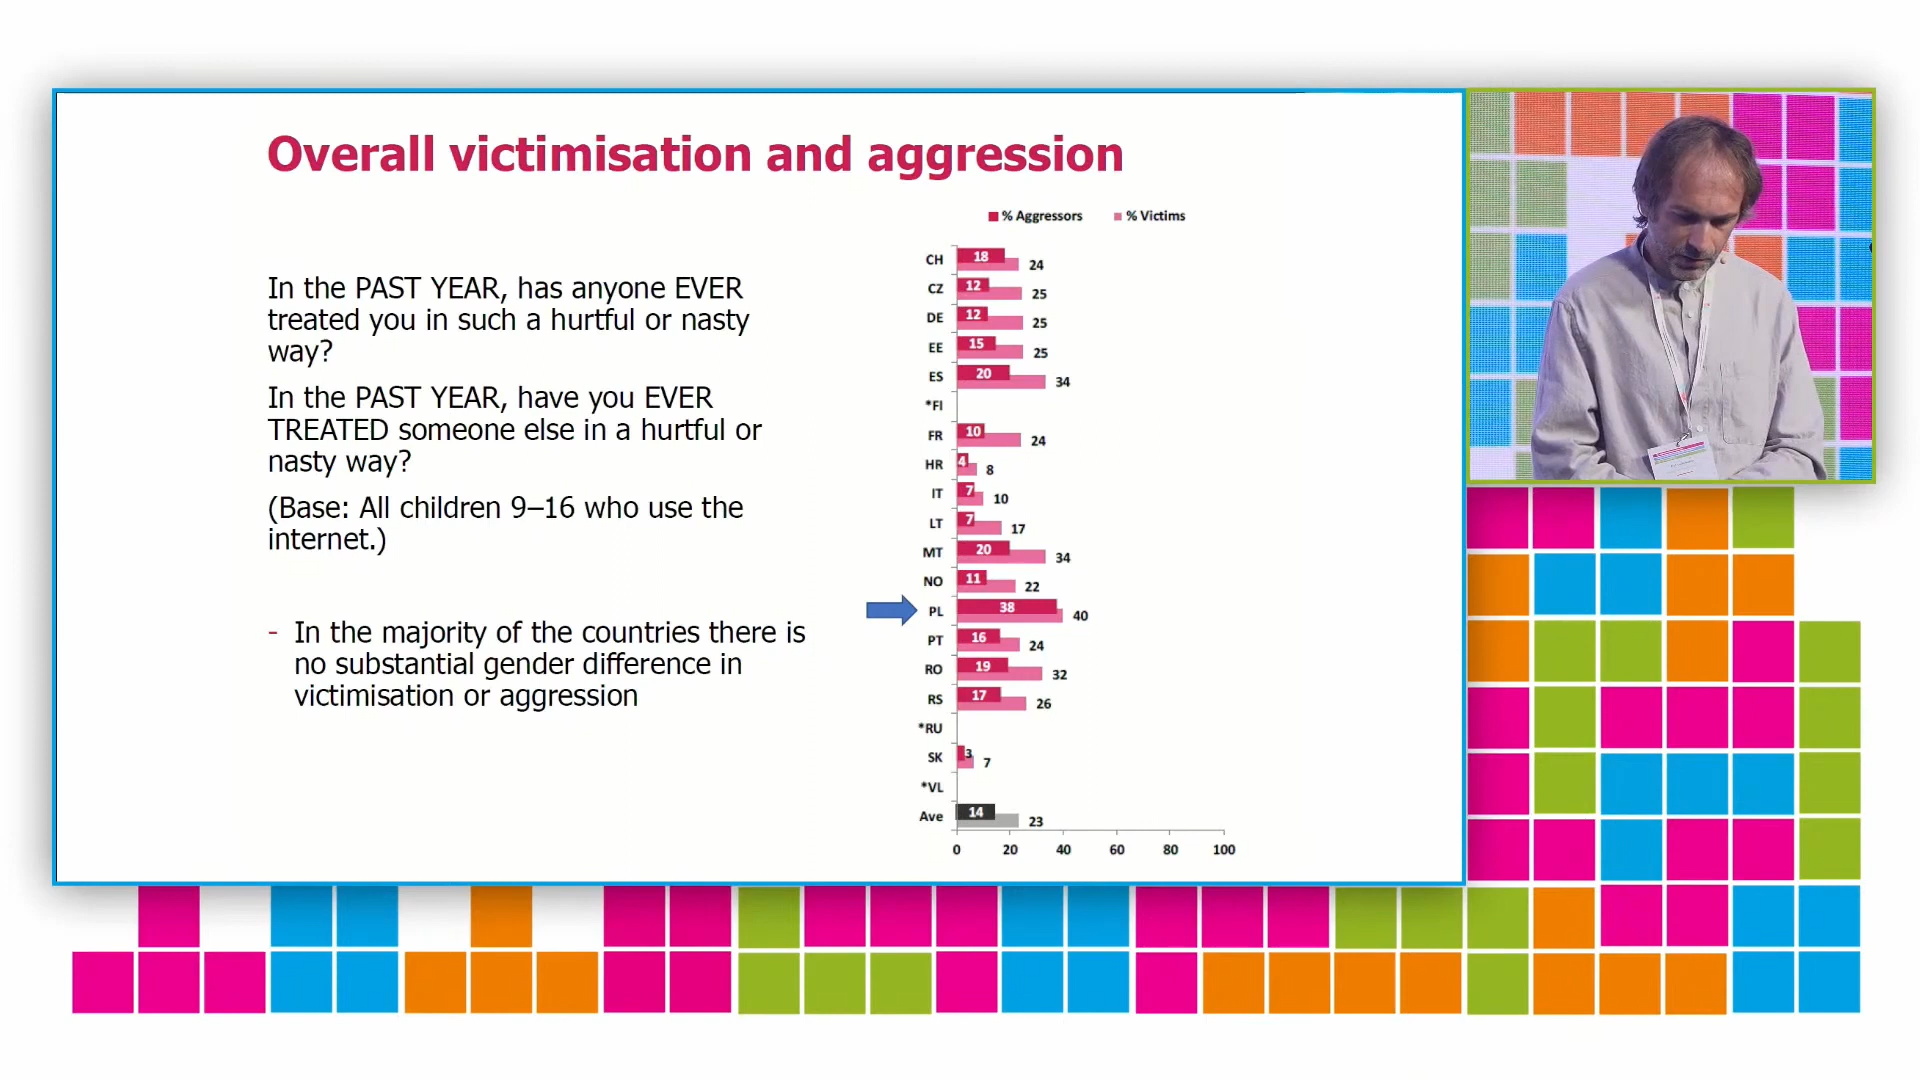 Overall victimisation and aggression
In the PAST YEAR, has anyone EVER
treated you in such a hurtful or nasty
way?
In the PAST YEAR, have you EVER
TREATED someone else in a hurtful or
nasty way?
(Base: All children 9–16 who use the
internet.)
- In the majority of the countries there is
no substantial gender difference in
victimisation or aggression
% Aggressors % Victims
CH 18 24
CZ 12 25
DE 12 25
EE 15 25
ES 20 34
*FI
FR 10 24
HR 4 8
IT 7 10
LT 7 17
MT 20 34
NO 11 22
PL 38 40
PT 16 24
RO 19 32
RS 17 26
*RU
SK 3 7
*VL
Ave 14 23
0 20 40 60 80 100